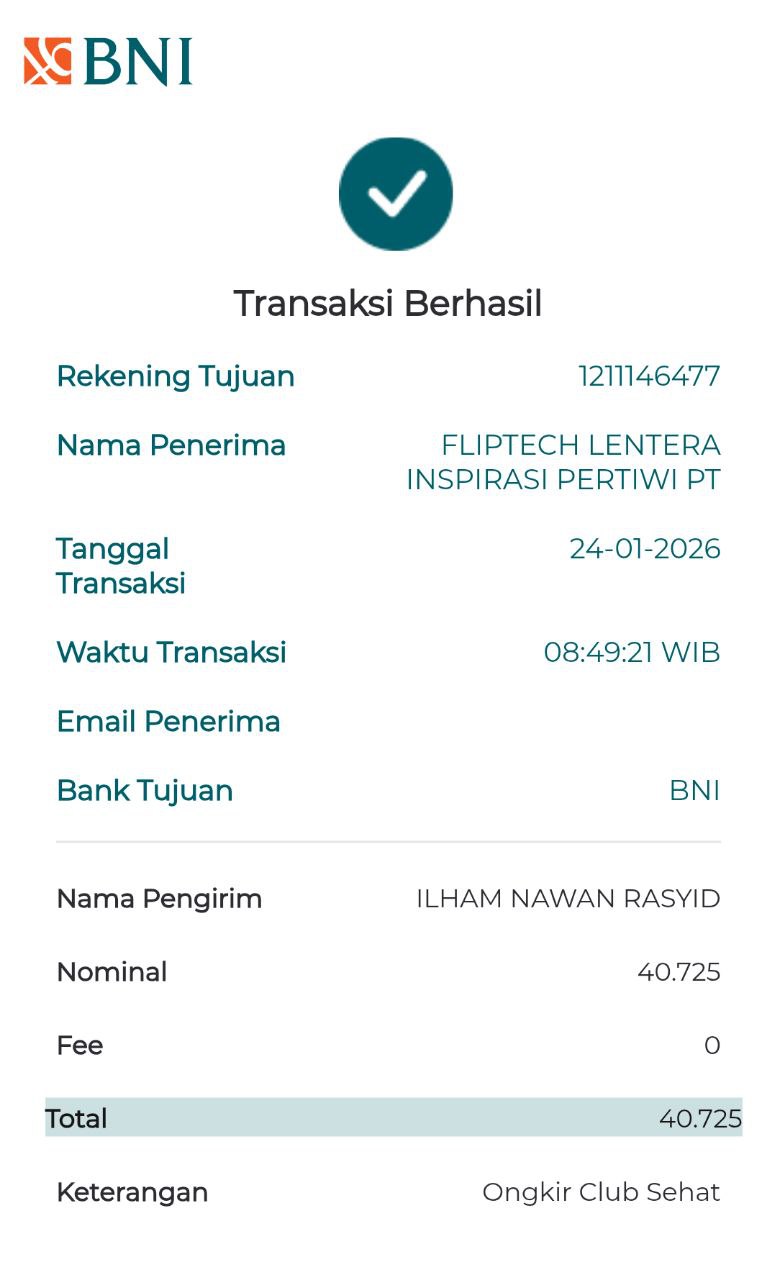 BNI
Transaksi Berhasil
Rekening Tujuan 1211146477
Nama Penerima FLIPTECH LENTERA
INSPIRASI PERTIWI PT
Tanggal 24-01-2026
Transaksi
Waktu Transaksi 08:49:21 WIB
Email Penerima
Bank Tujuan BNI
Nama Pengirim ILHAM NAWAN RASYID
Nominal 40.725
Fee 0
Total 40.725
Keterangan Ongkir Club Sehat